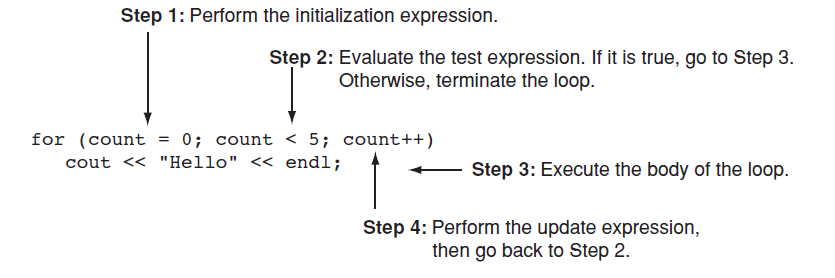 Step 1: Perform the initialization expression.
Step 2: Evaluate the test expression. If it is true, go to Step 3.
Otherwise, terminate the loop.
for (count = 0; count < 5; count++)
cout << "Hello" << endl;
Step 3: Execute the body of the loop.
Step 4: Perform the update expression,
then go back to Step 2.